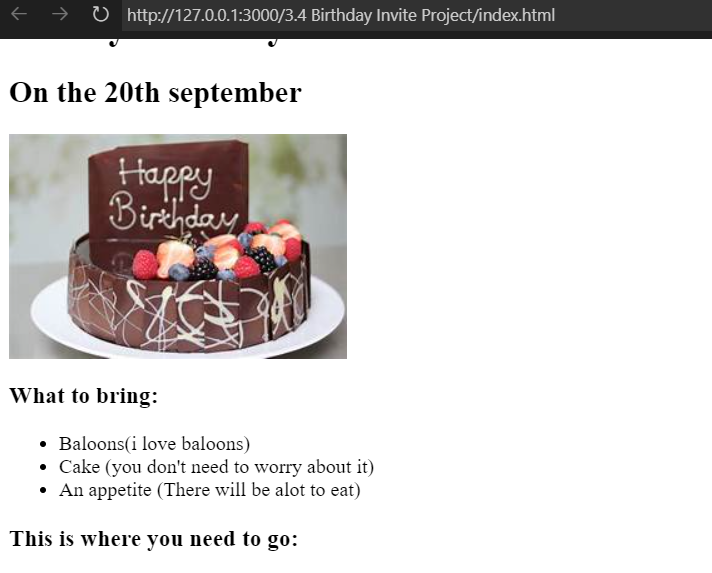 http://127.0.0.1:3000/3.4 Birthday Invite Project/index.html
On the 20th september
Happy
Birthday
What to bring:
Baloons(i love baloons)
Cake (you don't need to worry about it)
An appetite (There will be alot to eat)
This is where you need to go: